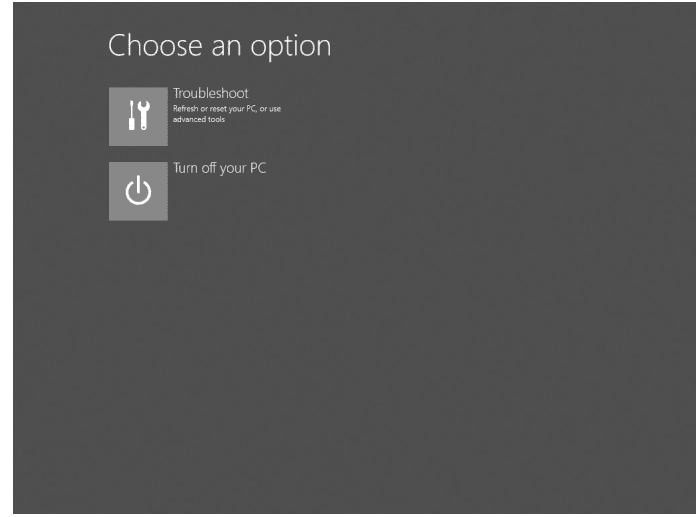 Choose an option
Troubleshoot
Refresh or reset your PC, or use
advanced tools
Turn off your PC